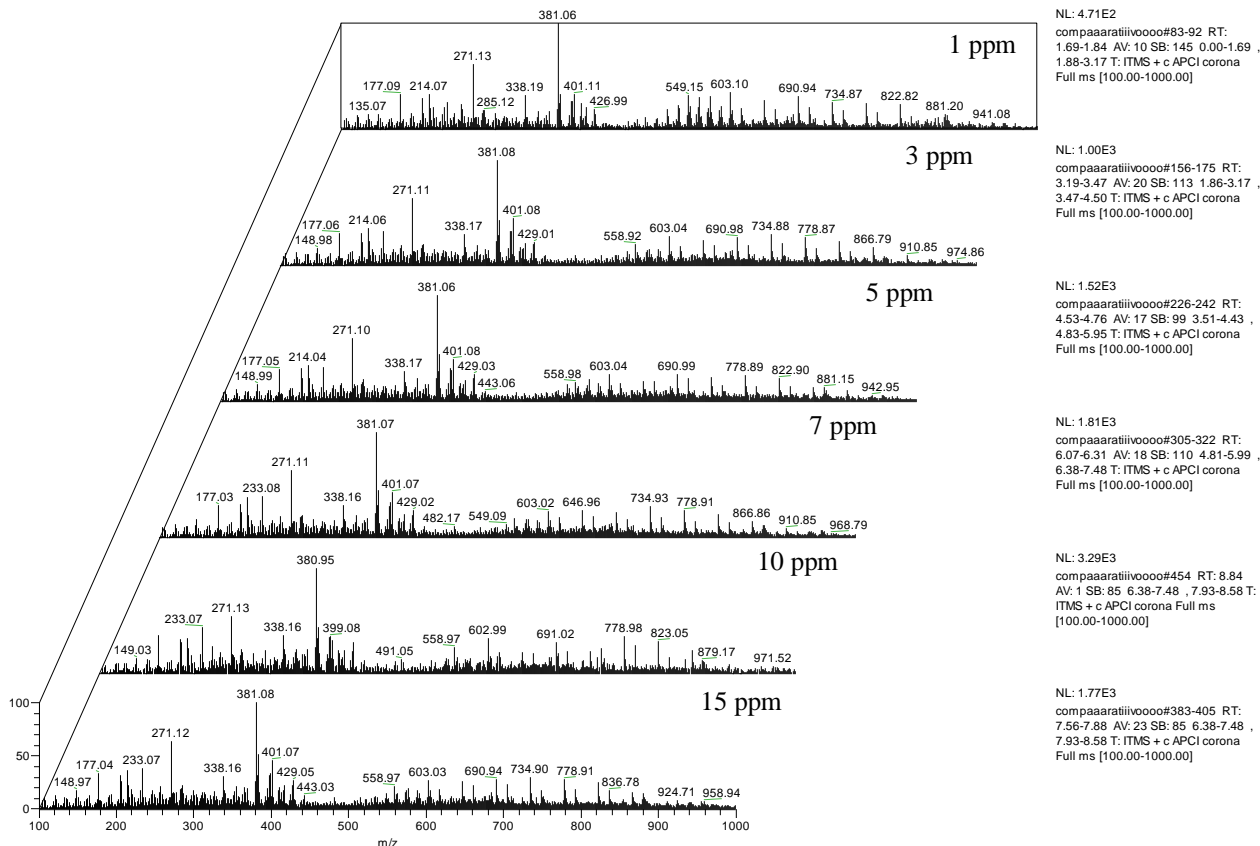 381.06
1 ppm
271.13
177.09 214.07 338.19 401.11 549.15 603.10 690.94 734.87 822.82
135.07 285.12 426.99 881.20 941.08
NL: 4.71E2
compaaaratiiivoooo#83-92 RT:
1.69-1.84 AV: 10 SB: 145 0.00-1.69 ,
1.88-3.17 T: ITMS + c APCI corona
Full ms [100.00-1000.00]
3 ppm
381.08
271.11
177.06 214.06 338.17 401.08 603.04 690.98 734.88 778.87
148.98 429.01 558.92 866.79 910.85 974.86
NL: 1.00E3
compaaaratiiivoooo#156-175 RT:
3.19-3.47 AV: 20 SB: 113 1.86-3.17 ,
3.47-4.50 T: ITMS + c APCI corona
Full ms [100.00-1000.00]
5 ppm
381.06
271.10
177.05 214.04 338.17 401.08 603.04 690.99 778.89 822.90
148.99 429.03 443.06 558.98 881.15 942.95
NL: 1.52E3
compaaaratiiivoooo#226-242 RT:
4.53-4.76 AV: 17 SB: 99 3.51-4.43 ,
4.83-5.95 T: ITMS + c APCI corona
Full ms [100.00-1000.00]
7 ppm
381.07
271.11
177.03 233.08 338.16 401.07 603.02 646.96 734.93 778.91
429.02 482.17 549.09 866.86 910.85 968.79
NL: 1.81E3
compaaaratiiivoooo#305-322 RT:
6.07-6.31 AV: 18 SB: 110 4.81-5.99 ,
6.38-7.48 T: ITMS + c APCI corona
Full ms [100.00-1000.00]
10 ppm
380.95
271.13
233.07 338.16 399.08 602.99 691.02 778.98 823.05
149.03 491.05 558.97 879.17 971.52
NL: 3.29E3
compaaaratiiivoooo#454 RT: 8.84
AV: 1 SB: 85 6.38-7.48 , 7.93-8.58 T:
ITMS + c APCI corona Full ms
[100.00-1000.00]
15 ppm
381.08
271.12
177.04 233.07 338.16 401.07 603.03 690.94 734.90 778.91
148.97 429.05 443.03 558.97 836.78 924.71 958.94
NL: 1.77E3
compaaaratiiivoooo#383-405 RT:
7.56-7.88 AV: 23 SB: 85 6.38-7.48 ,
7.93-8.58 T: ITMS + c APCI corona
Full ms [100.00-1000.00]
100
50
0
100 200 300 400 500 600 700 800 900 1000
m/z